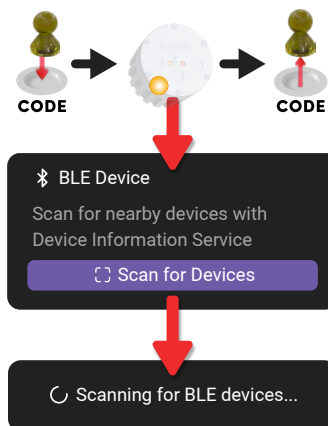 CODE
CODE
BLE Device
Scan for nearby devices with
Device Information Service
Scan for Devices
Scanning for BLE devices...